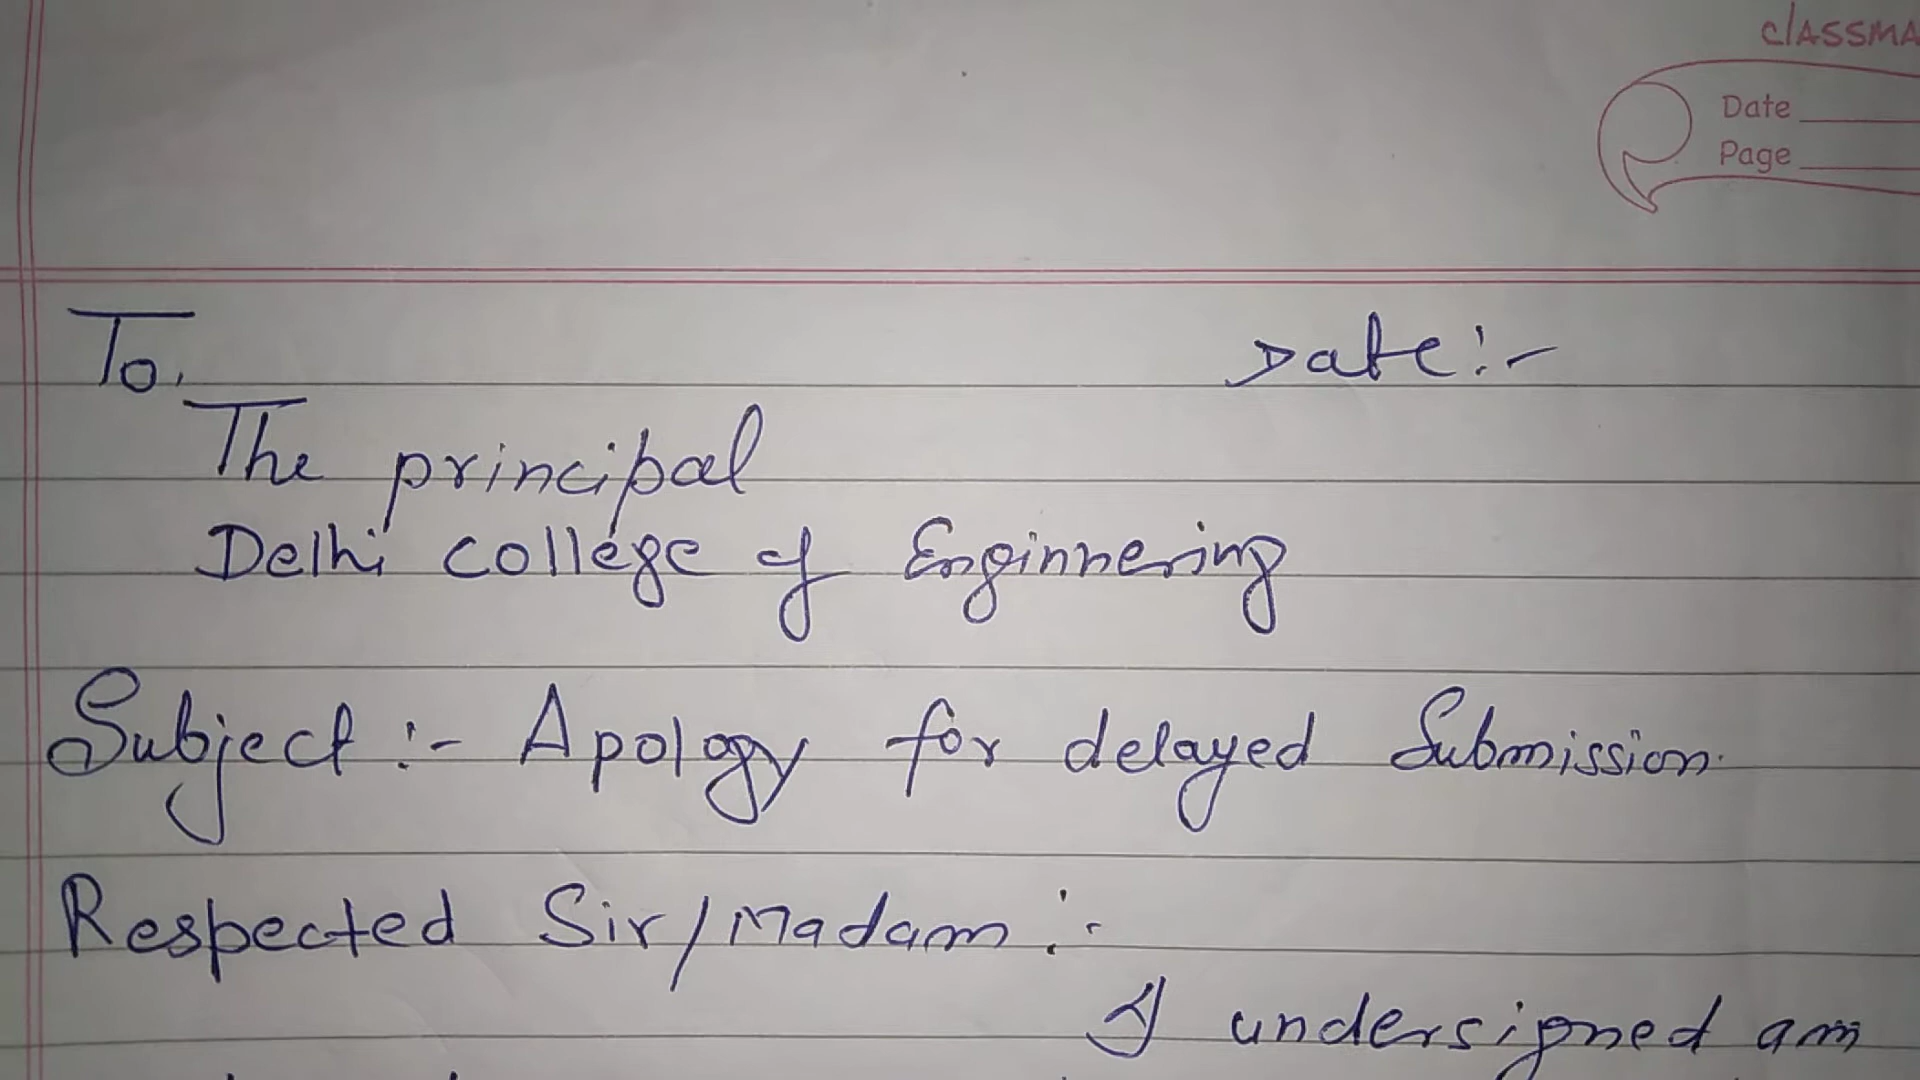 classma
Date
Page
To, Date:-
The principal
Delhi college of Enginnering
Subject :- Apology for delayed Submission.
Respected Sir/Madam :-
I undersigned am